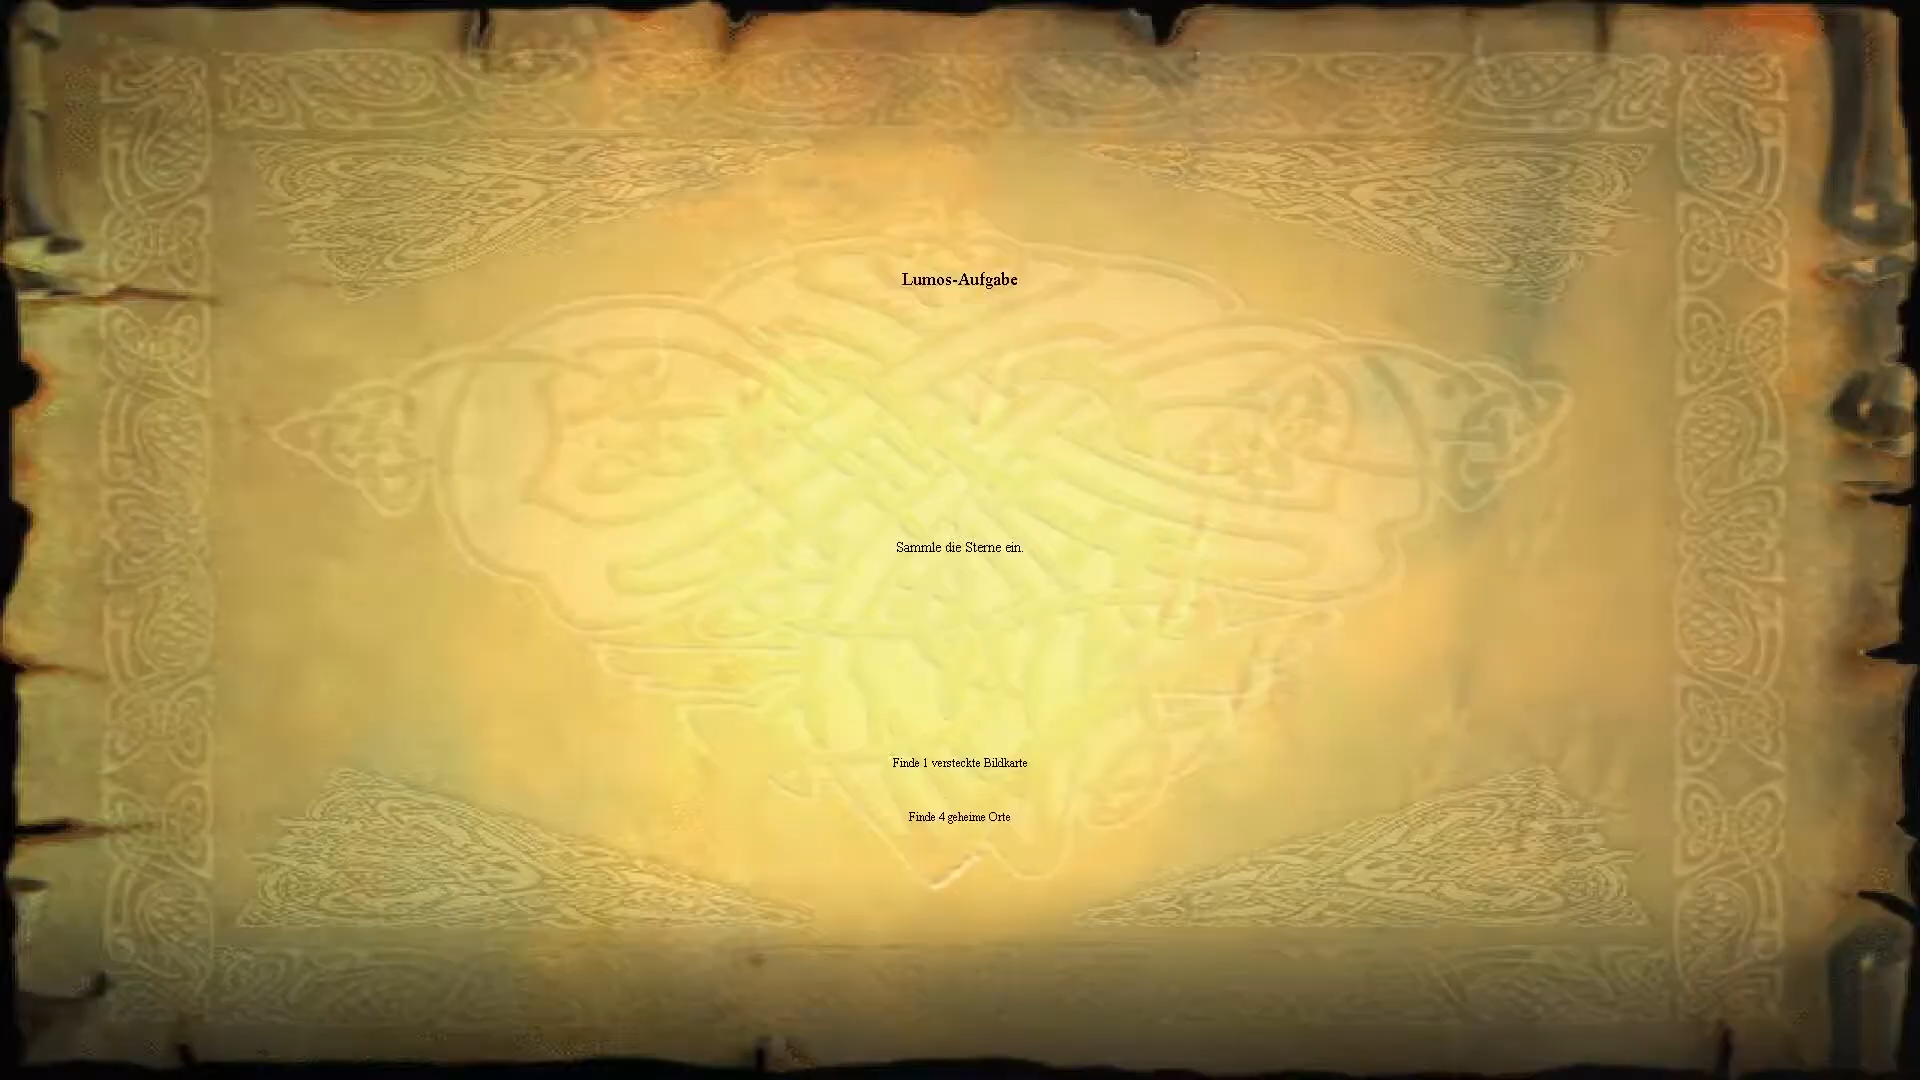 Lumos-Aufgabe
Sammle die Sterne ein.
Finde 1 versteckte Bildkarte
Finde 4 geheime Orte